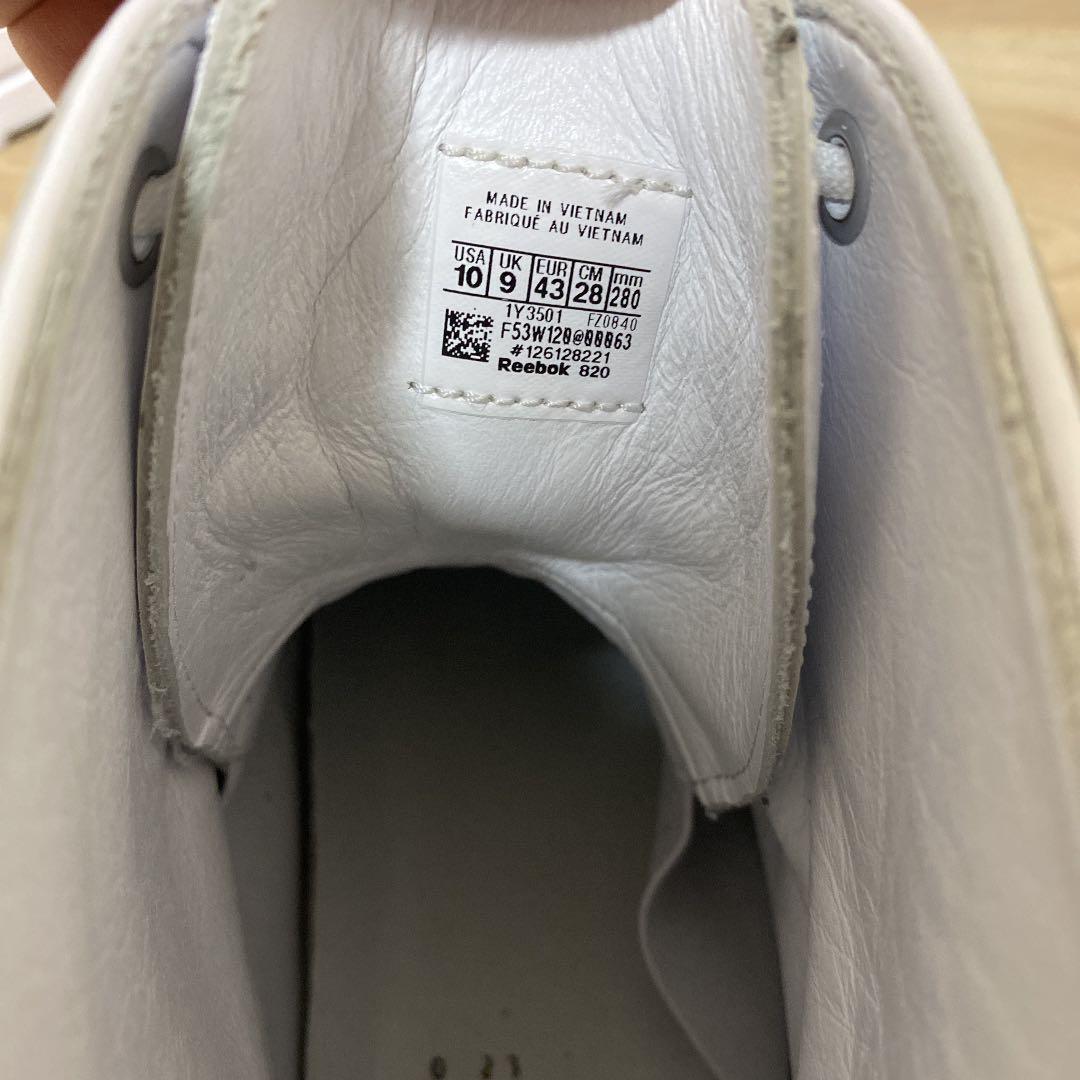 MADE IN VIETNAM
FABRIQUÉ AU VIETNAM
USA UK EUR CM mm
10 9 43 28 280
1Y3501 FZ0840
F53W120@00063
#126128221
Reebok 820